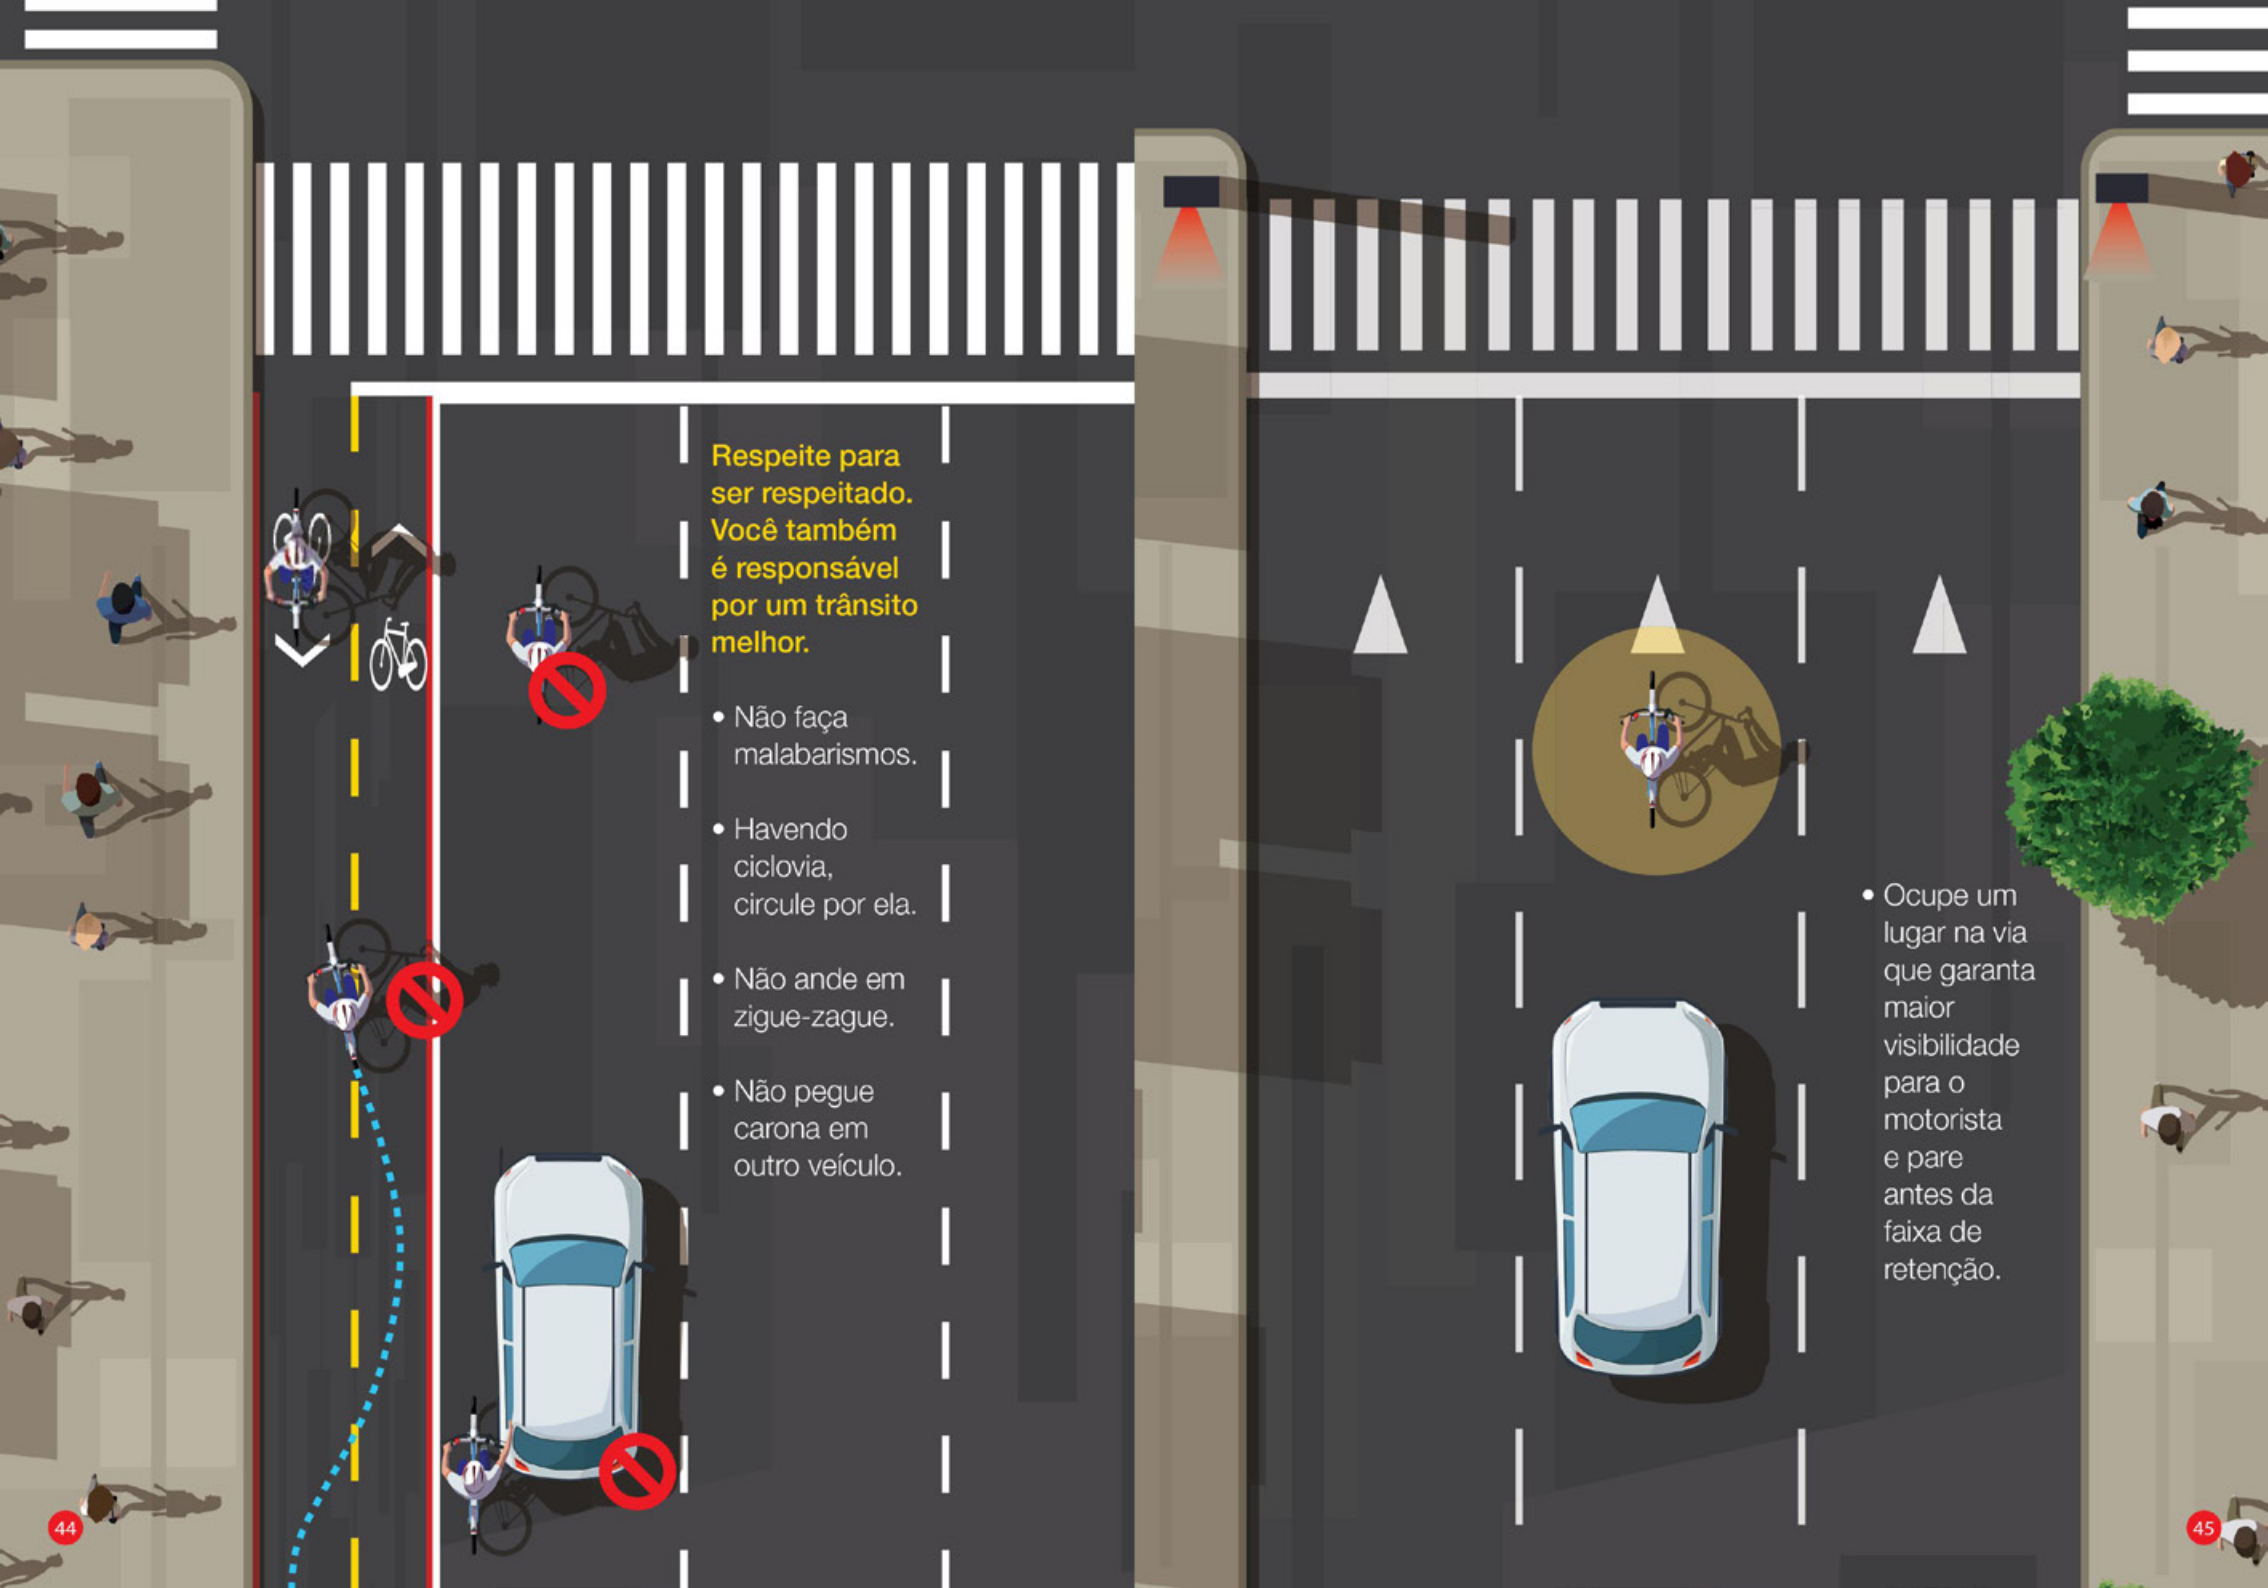 Respeite para
ser respeitado.
Você também
é responsável
por um trânsito
melhor.
• Não faça
malabarismos.
• Havendo
ciclovia,
circule por ela.
• Não ande em
zigue-zague.
• Não pegue
carona em
outro veículo.
44
• Ocupe um
lugar na via
que garanta
maior
visibilidade
para o
motorista
e pare
antes da
faixa de
retenção.
45